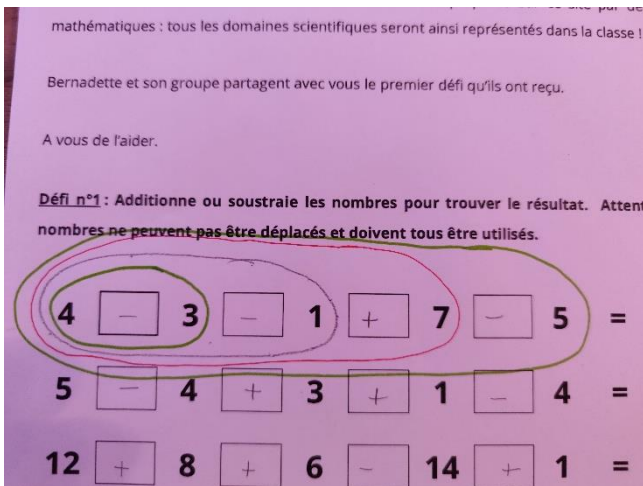 mathématiques : tous les domaines scientifiques seront ainsi représentés dans la classe !
Bernadette et son groupe partagent avec vous le premier défi qu'ils ont reçu.
A vous de l'aider.
Défi n°1 : Additionne ou soustraie les nombres pour trouver le résultat. Attent
nombres ne peuvent pas être déplacés et doivent tous être utilisés.
4 - 3 - 1 + 7 - 5 =
5 - 4 + 3 + 1 - 4 =
12 + 8 + 6 - 14 + 1 =